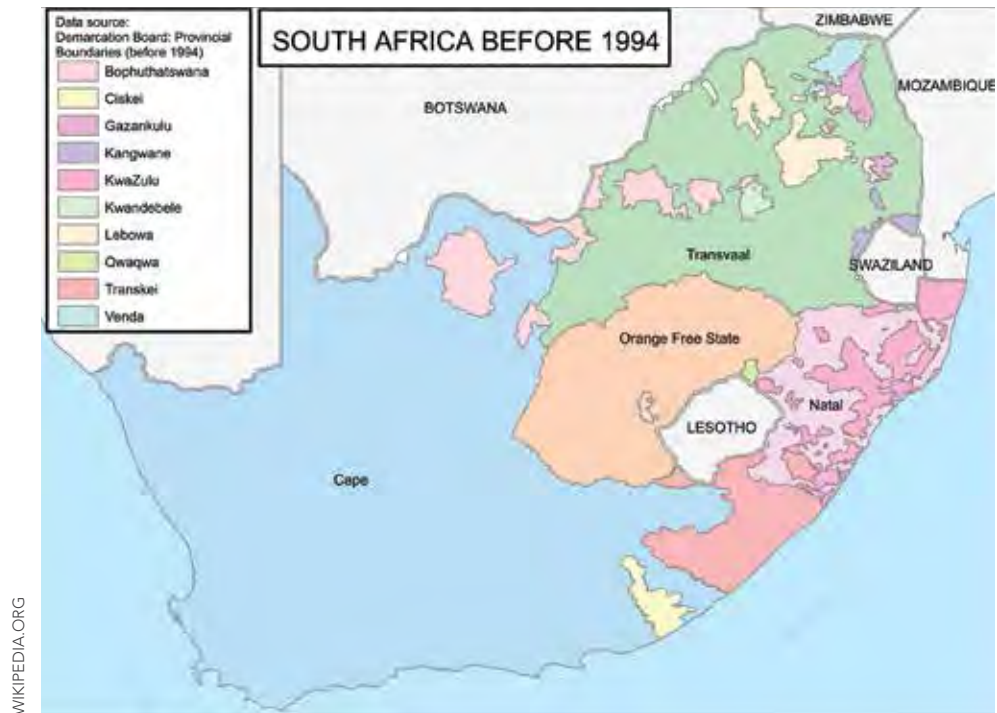 Data source:
Demarcation Board: Provincial
Boundaries (before 1994)
Bophuthatswana
Ciskei
Gazankulu
Kangwane
KwaZulu
Kwandebele
Lebowa
Qwaqwa
Transkei
Venda
SOUTH AFRICA BEFORE 1994
ZIMBABWE
MOZAMBIQUE
BOTSWANA
Transvaal
SWAZILAND
Orange Free State
Natal
LESOTHO
Cape
WIKIPEDIA.ORG